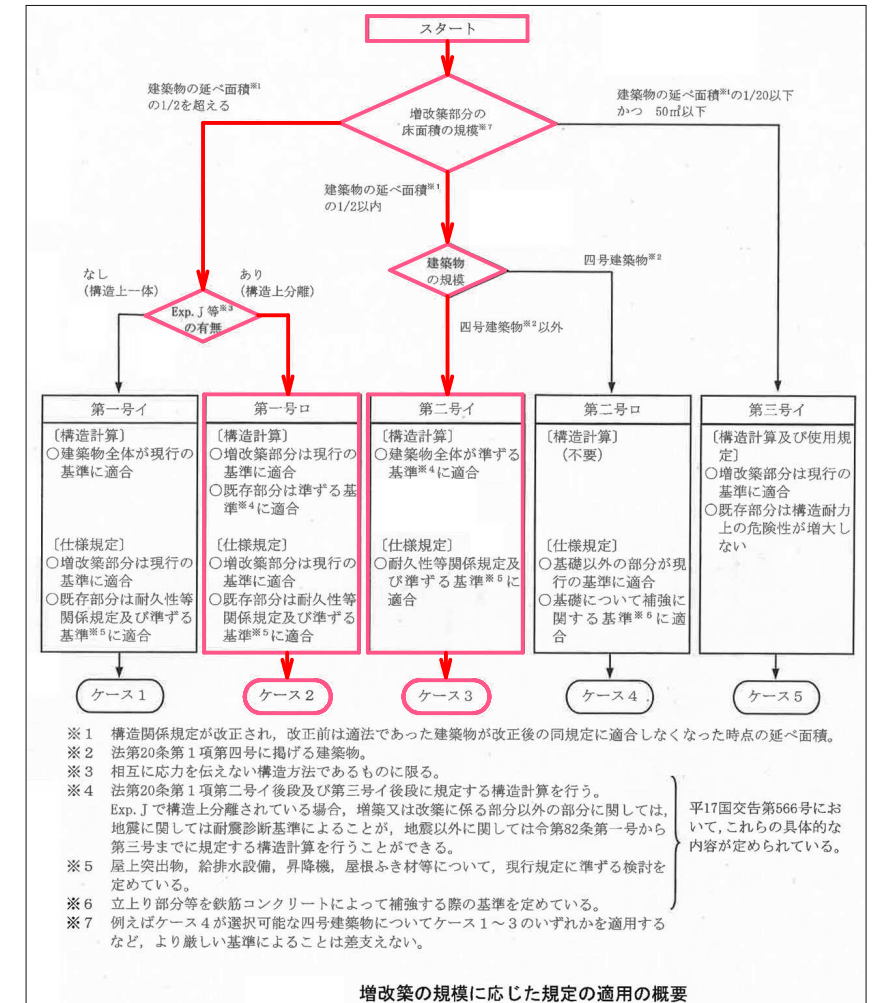 スタート
建築物の延べ面積※1
の1/2を超える
増改築部分の
床面積の規模※7
建築物の延べ面積※1の1/20以下
かつ 50㎡以下
建築物の延べ面積※1
の1/2以内
建築物
の規模
四号建築物※2
四号建築物※2以外
なし
(構造上一体)
あり
(構造上分離)
Exp.J等※3
の有無
第一号イ
〔構造計算〕
○建築物全体が現行の
基準に適合
〔仕様規定〕
○増改築部分は現行の
基準に適合
○既存部分は耐久性等
関係規定及び準ずる
基準※5に適合
ケース1
第一号ロ
〔構造計算〕
○増改築部分は現行の
基準に適合
○既存部分は準ずる基
準※4に適合
〔仕様規定〕
○増改築部分は現行の
基準に適合
○既存部分は耐久性等
関係規定及び準ずる
基準※5に適合
ケース2
第二号イ
〔構造計算〕
○建築物全体が準ずる
基準※4に適合
〔仕様規定〕
○耐久性等関係規定及
び準ずる基準※5に
適合
ケース3
第二号ロ
〔構造計算〕
(不要)
〔仕様規定〕
○基礎以外の部分が現
行の基準に適合
○基礎について補強に
関する基準※6に適
合
ケース4
第三号イ
〔構造計算及び使用規
定〕
○増改築部分は現行の
基準に適合
○既存部分は構造耐力
上の危険性が増大し
ない
ケース5
※1 構造関係規定が改正され，改正前は適法であった建築物が改正後の同規定に適合しなくなった時点の延べ面積。
※2 法第20条第1項第四号に掲げる建築物。
※3 相互に応力を伝えない構造方法であるものに限る。
※4 法第20条第1項第二号イ後段及び第三号イ後段に規定する構造計算を行う。
Exp.Jで構造上分離されている場合，増築又は改築に係る部分以外の部分に関しては，
地震に関しては耐震診断基準によることが，地震以外に関しては令第82条第一号から
第三号までに規定する構造計算を行うことができる。
※5 屋上突出物，給排水設備，昇降機，屋根ふき材等について，現行規定に準ずる検討を
定めている。
※6 立上り部分等を鉄筋コンクリートによって補強する際の基準を定めている。
※7 例えばケース4が選択可能な四号建築物についてケース1～3のいずれかを適用する
など，より厳しい基準によることは差支えない。
平17国交告第566号にお
いて，これらの具体的な
内容が定められている。
増改築の規模に応じた規定の適用の概要